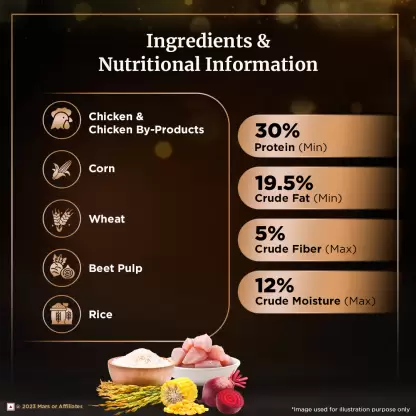 Ingredients &
Nutritional Information
Chicken &
Chicken By-Products
Corn
Wheat
Beet Pulp
Rice
30%
Protein (Min)
19.5%
Crude Fat (Min)
5%
Crude Fiber (Max)
12%
Crude Moisture (Max)
© 2023 Mars or Affiliates
*Image used for illustration purpose only